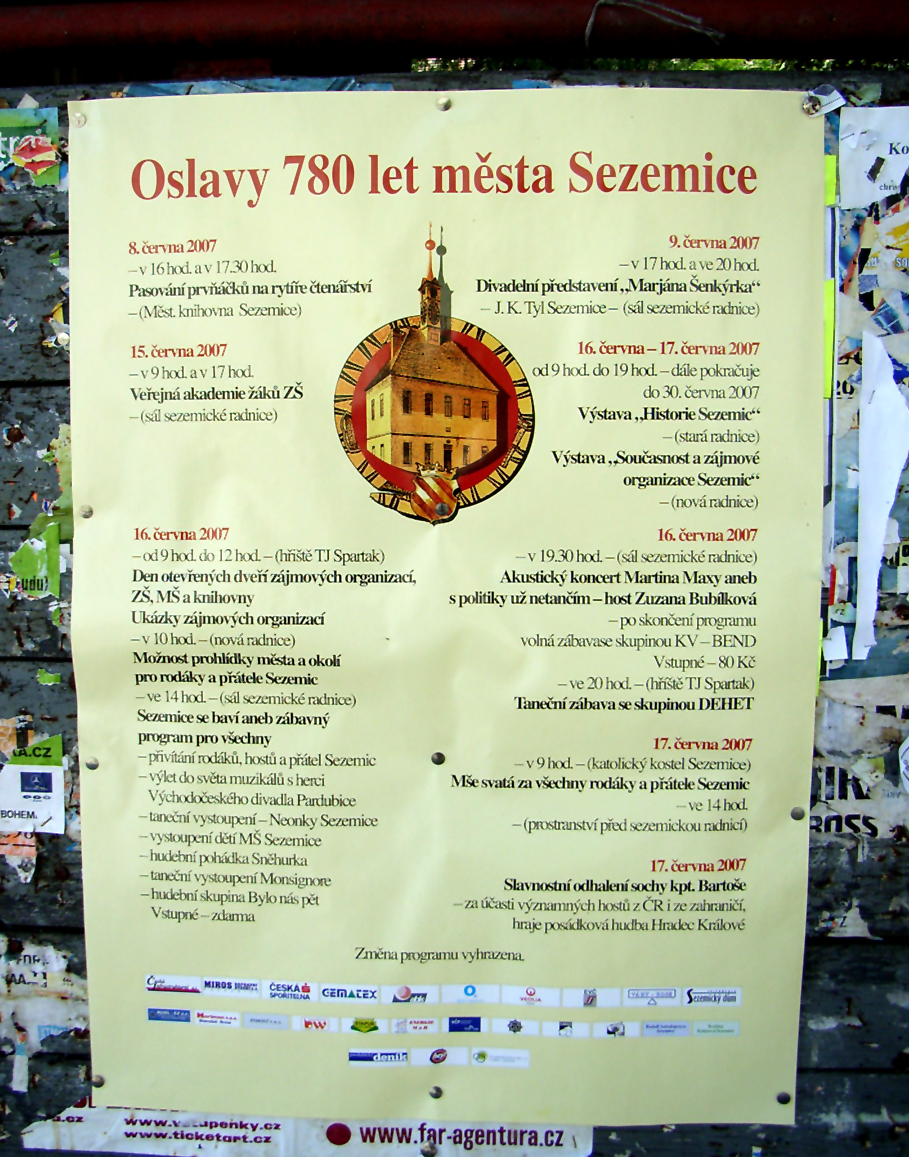 Oslavy 780 let města Sezemice
8. června 2007
– v 16 hod. a v 17.30 hod.
Pasování prvňáčků na rytíře čtenářství
– (Měst. knihovna Sezemice)
15. června 2007
– v 9 hod. a v 17 hod.
Veřejná akademie žáků ZŠ
– (sál sezemické radnice)
16. června 2007
– od 9 hod. do 12 hod. – (hřiště TJ Spartak)
Den otevřených dveří zájmových organizací,
ZŠ, MŠ a knihovny
Ukázky zájmových organizací
– v 10 hod. – (nová radnice)
Možnost prohlídky města a okolí
pro rodáky a přátele Sezemic
– ve 14 hod. – (sál sezemické radnice)
Sezemice se baví aneb zábavný
program pro všechny
– přivítání rodáků, hostů a přátel Sezemic
– výlet do světa muzikálů s herci
Východočeského divadla Pardubice
– taneční vystoupení – Neonky Sezemice
– vystoupení dětí MŠ Sezemice
– hudební pohádka Sněhurka
– taneční vystoupení Monsignore
– hudební skupina Bylo nás pět
Vstupné – zdarma
9. června 2007
– v 17 hod. a ve 20 hod.
Divadelní představení „Marjána Šenkýrka“
– J. K. Tyl Sezemice – (sál sezemické radnice)
16. června – 17. června 2007
od 9 hod. do 19 hod. – dále pokračuje
do 30. června 2007
Výstava „Historie Sezemic“
– (stará radnice)
Výstava „Současnost a zájmové
organizace Sezemic“
– (nová radnice)
16. června 2007
– v 19.30 hod. – (sál sezemické radnice)
Akustický koncert Martina Maxy aneb
s politiky už netančím – host Zuzana Bubílková
– po skončení programu
volná zábavase skupinou KV – BEND
Vstupné – 80 Kč
– ve 20 hod. – (hřiště TJ Spartak)
Taneční zábava se skupinou DEHET
17. června 2007
– v 9 hod. – (katolický kostel Sezemice)
Mše svatá za všechny rodáky a přátele Sezemic
– ve 14 hod.
– (prostranství před sezemickou radnicí)
17. června 2007
Slavnostní odhalení sochy kpt. Bartoše
– za účasti významných hostů z ČR i ze zahraničí,
hraje posádková hudba Hradec Králové
Změna programu vyhrazena.
MIROS
ČESKÁ SPOŘITELNA
GEMATEX
VEOLIA
Sezemický dům
deník
www.vstupenky.cz
www.ticketart.cz
www.far-agentura.cz